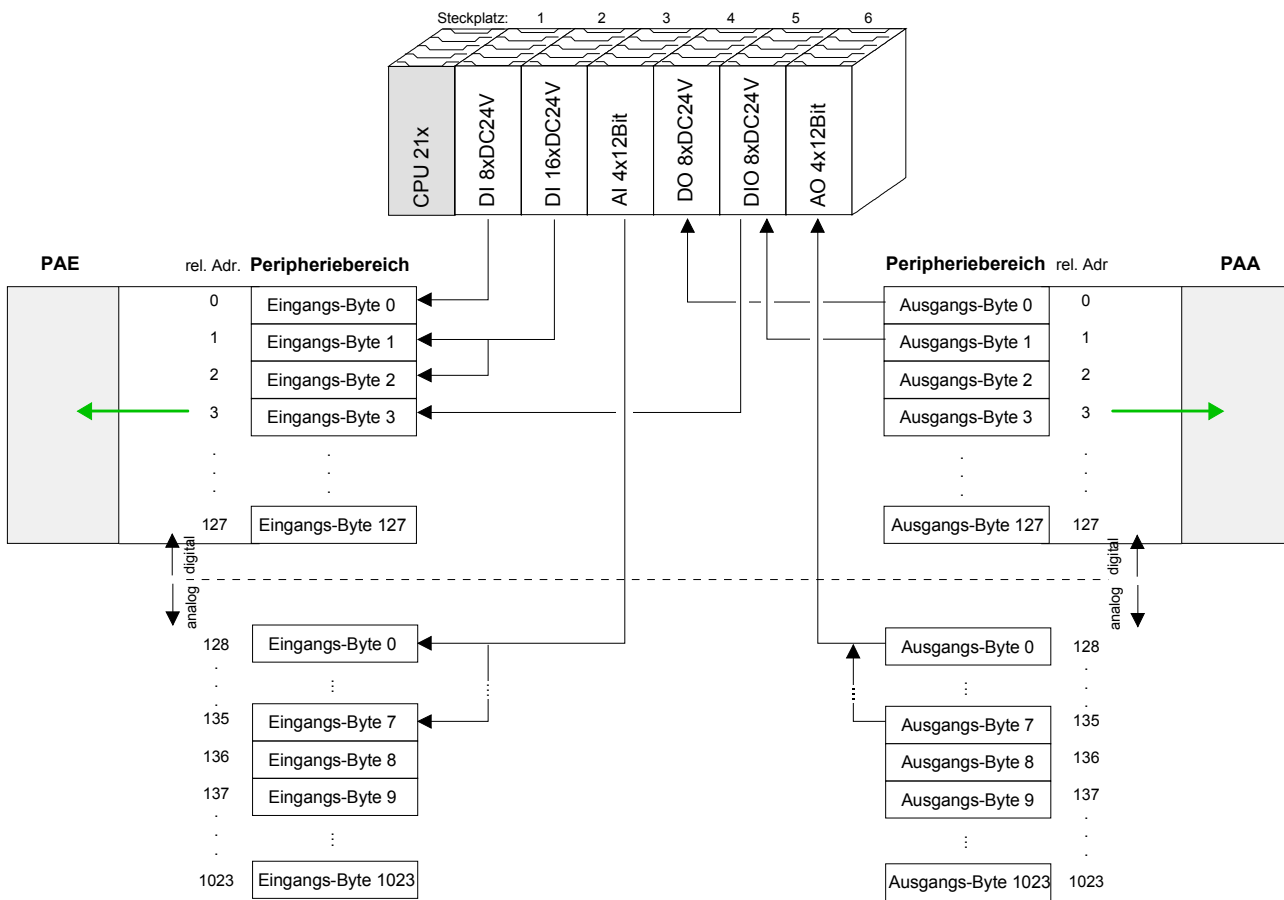 Steckplatz: 1 2 3 4 5 6
CPU 21x
DI 8xDC24V
DI 16xDC24V
AI 4x12Bit
DO 8xDC24V
DIO 8xDC24V
AO 4x12Bit
PAE rel. Adr. Peripheriebereich
0 Eingangs-Byte 0
1 Eingangs-Byte 1
2 Eingangs-Byte 2
3 Eingangs-Byte 3
. . .
127 Eingangs-Byte 127
digital
analog
128 Eingangs-Byte 0
. . .
135 Eingangs-Byte 7
136 Eingangs-Byte 8
137 Eingangs-Byte 9
. . .
1023 Eingangs-Byte 1023
Peripheriebereich rel. Adr PAA
Ausgangs-Byte 0 0
Ausgangs-Byte 1 1
Ausgangs-Byte 2 2
Ausgangs-Byte 3 3
. . .
Ausgangs-Byte 127 127
digital
analog
Ausgangs-Byte 0 128
. . .
Ausgangs-Byte 7 135
Ausgangs-Byte 8 136
Ausgangs-Byte 9 137
. . .
Ausgangs-Byte 1023 1023